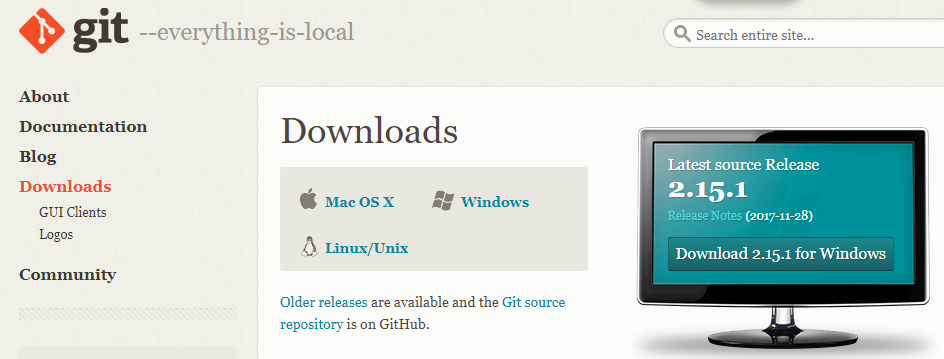 git --everything-is-local
Search entire site...
About
Documentation
Blog
Downloads
GUI Clients
Logos
Community
Downloads
Mac OS X
Windows
Linux/Unix
Older releases are available and the Git source
repository is on GitHub.
Latest source Release
2.15.1
Release Notes (2017-11-28)
Download 2.15.1 for Windows